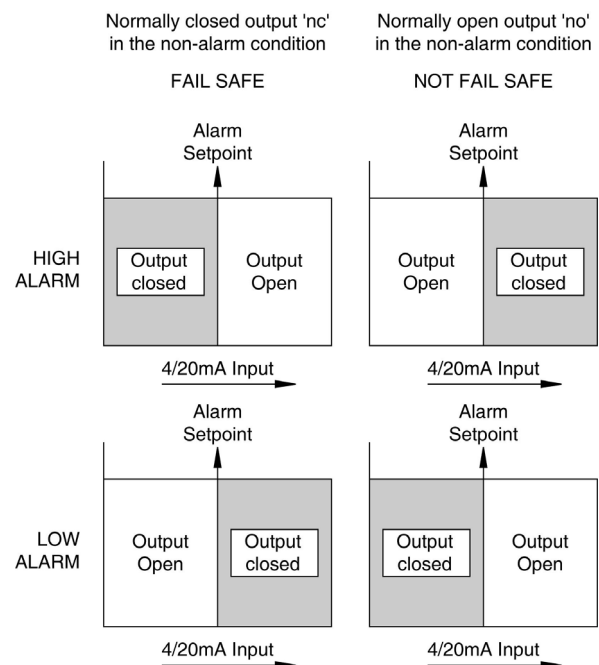 Normally closed output 'nc'
in the non-alarm condition
FAIL SAFE
Normally open output 'no'
in the non-alarm condition
NOT FAIL SAFE
Alarm
Setpoint
Alarm
Setpoint
HIGH
ALARM
Output
closed
Output
Open
Output
Open
Output
closed
4/20mA Input
4/20mA Input
Alarm
Setpoint
Alarm
Setpoint
LOW
ALARM
Output
Open
Output
closed
Output
closed
Output
Open
4/20mA Input
4/20mA Input